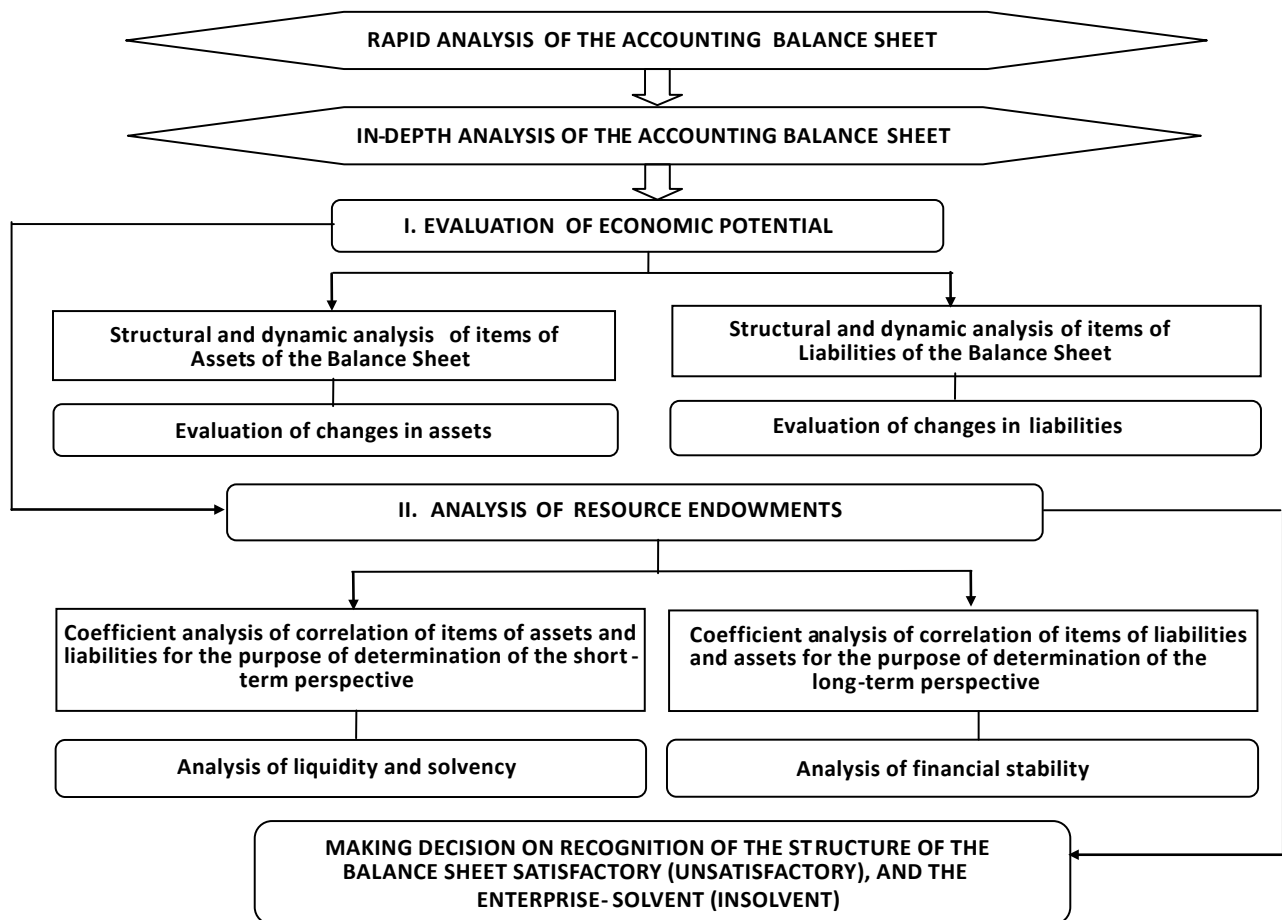 RAPID ANALYSIS OF THE ACCOUNTING BALANCE SHEET
IN-DEPTH ANALYSIS OF THE ACCOUNTING BALANCE SHEET
I. EVALUATION OF ECONOMIC POTENTIAL
Structural and dynamic analysis of items of
Assets of the Balance Sheet
Structural and dynamic analysis of items of
Liabilities of the Balance Sheet
Evaluation of changes in assets
Evaluation of changes in liabilities
II. ANALYSIS OF RESOURCE ENDOWMENTS
Coefficient analysis of correlation of items of assets and
liabilities for the purpose of determination of the short-
term perspective
Coefficient analysis of correlation of items of liabilities
and assets for the purpose of determination of the
long-term perspective
Analysis of liquidity and solvency
Analysis of financial stability
MAKING DECISION ON RECOGNITION OF THE STRUCTURE OF THE
BALANCE SHEET SATISFACTORY (UNSATISFACTORY), AND THE
ENTERPRISE- SOLVENT (INSOLVENT)